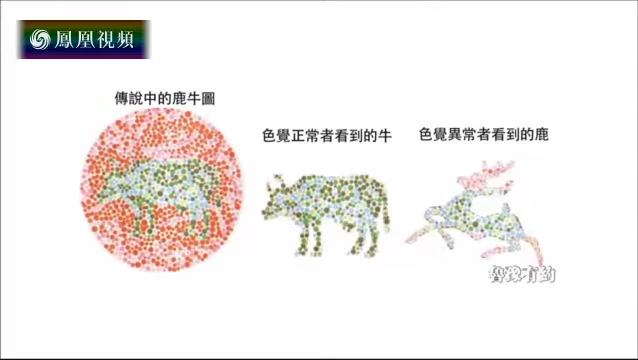 鳳凰視頻
傳說中的鹿牛圖
色覺正常者看到的牛
色覺異常者看到的鹿